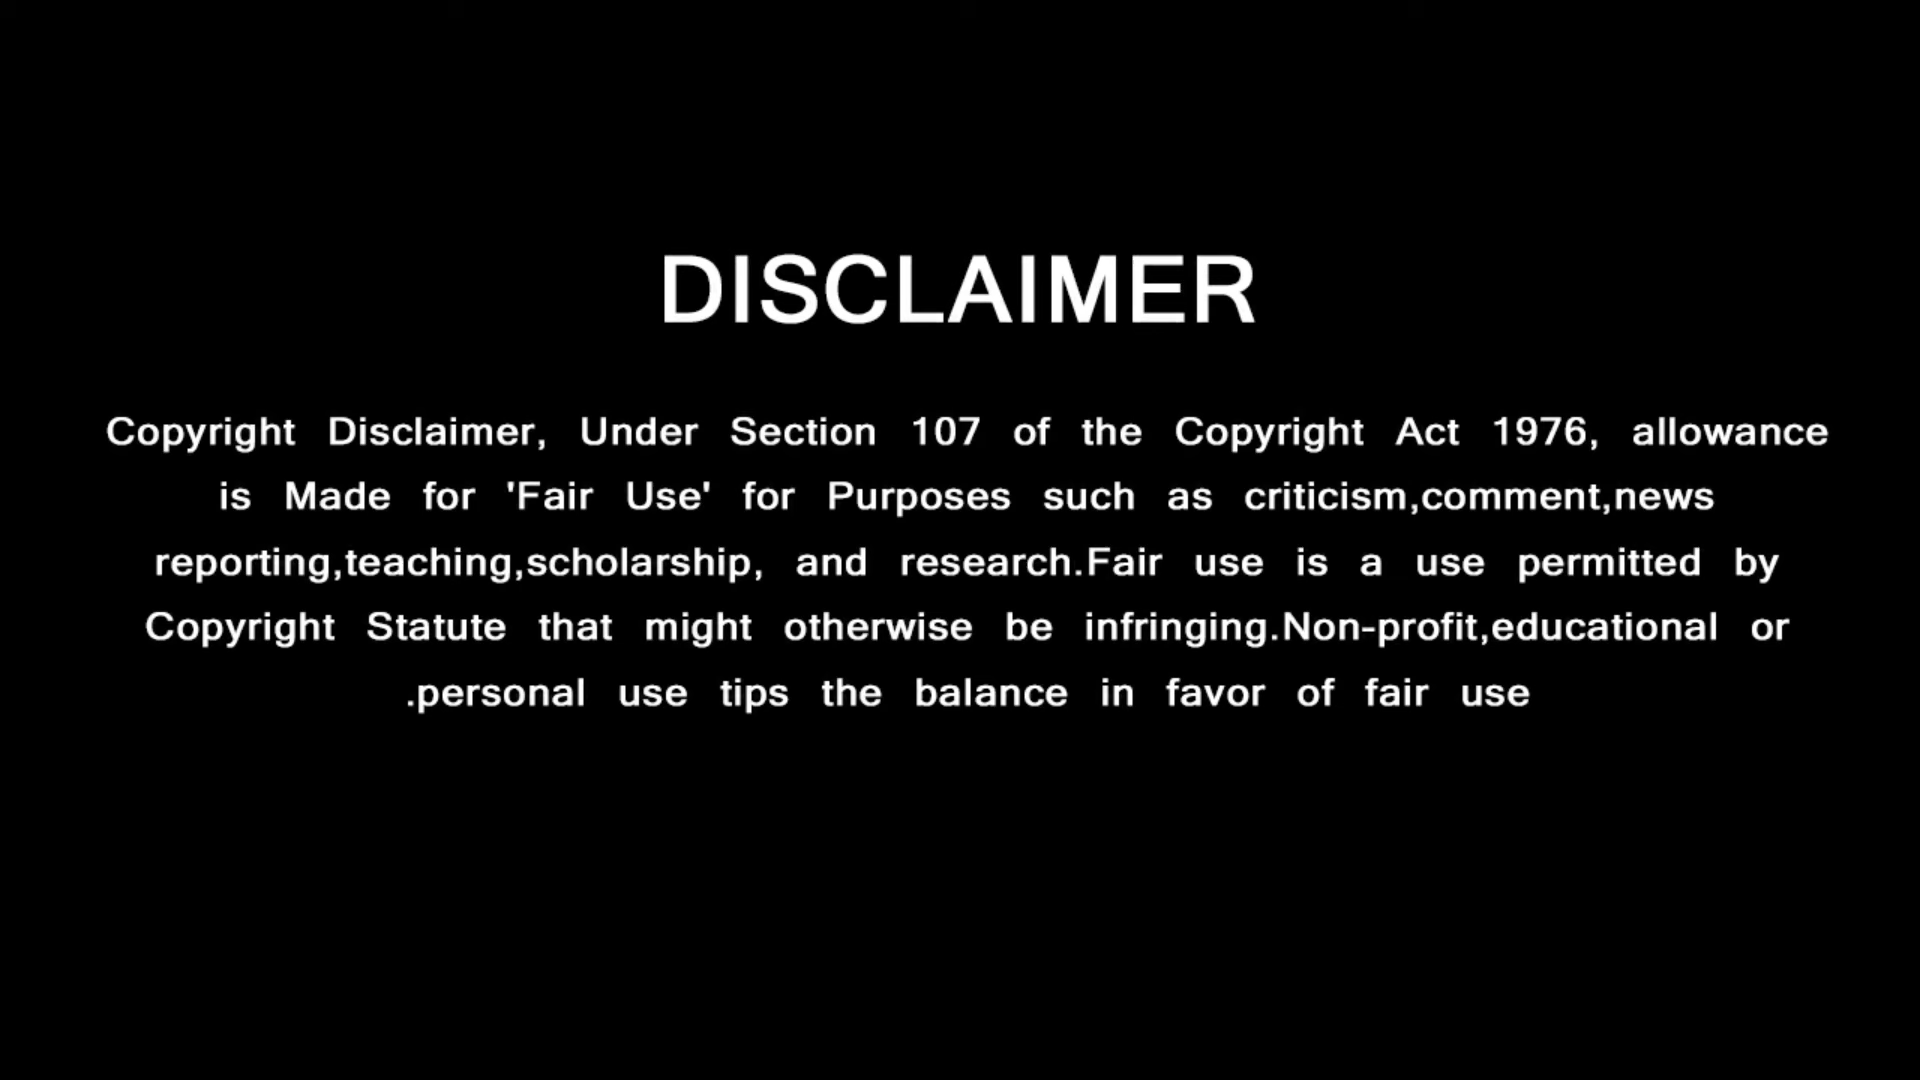 DISCLAIMER
Copyright Disclaimer, Under Section 107 of the Copyright Act 1976, allowance
is Made for 'Fair Use' for Purposes such as criticism,comment,news
reporting,teaching,scholarship, and research.Fair use is a use permitted by
Copyright Statute that might otherwise be infringing.Non-profit,educational or
.personal use tips the balance in favor of fair use